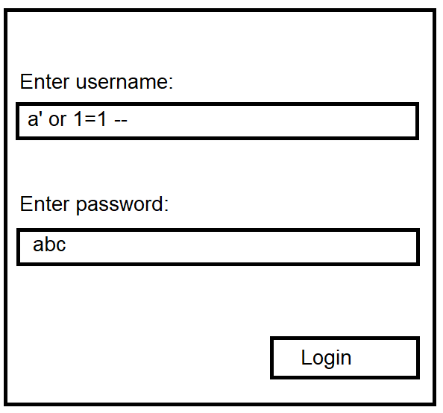 Enter username:
a' or 1=1 --
Enter password:
abc
Login